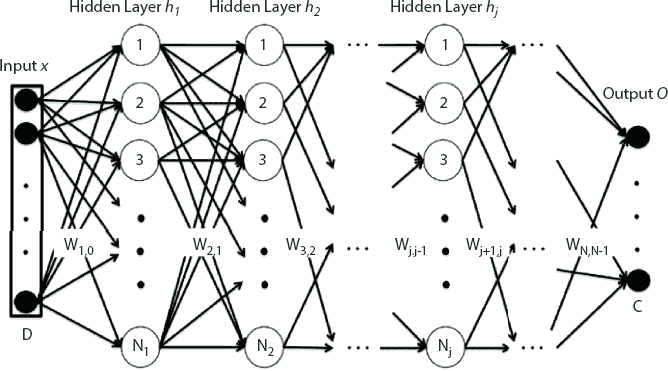 Hidden Layer h1 Hidden Layer h2 Hidden Layer hj
Input x
1 1 1
2 2 2
Output O
3 3 3
W1,0 W2,1 W3,2 Wj,j-1 Wj+1,j WN,N-1
D
C
N1 N2 Nj